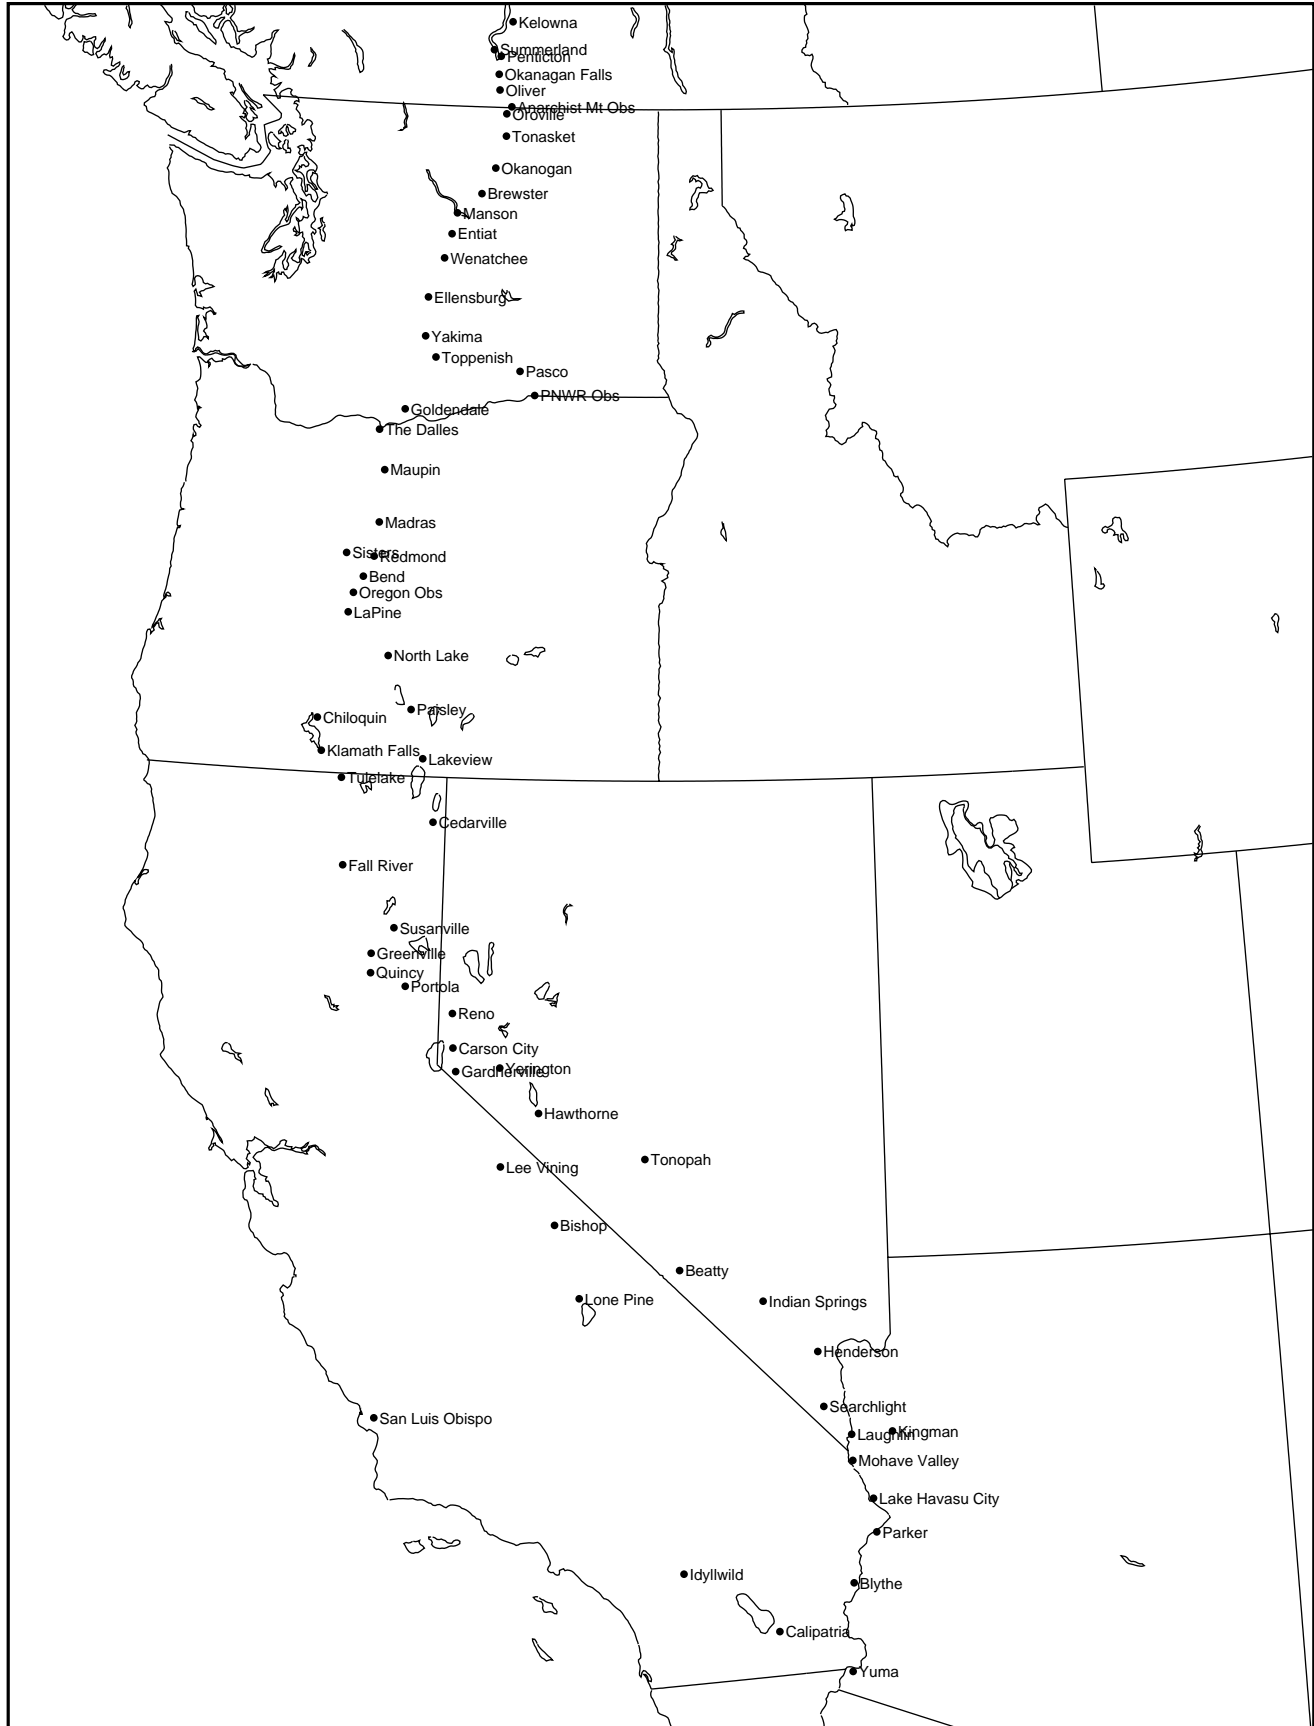 Kelowna
Summerland
Penticton
Okanagan Falls
Oliver
Anarchist Mt Obs
Oroville
Tonasket
Okanogan
Brewster
Manson
Entiat
Wenatchee
Ellensburg
Yakima
Toppenish
Pasco
PNWR Obs
Goldendale
The Dalles
Maupin
Madras
Sisters
Redmond
Bend
Oregon Obs
LaPine
North Lake
Paisley
Chiloquin
Klamath Falls
Lakeview
Tulelake
Cedarville
Fall River
Susanville
Greenville
Quincy
Portola
Reno
Carson City
Yerington
Gardnerville
Hawthorne
Tonopah
Lee Vining
Bishop
Beatty
Lone Pine
Indian Springs
Henderson
Searchlight
San Luis Obispo
Kingman
Laughlin
Mohave Valley
Lake Havasu City
Parker
Idyllwild
Blythe
Calipatria
Yuma